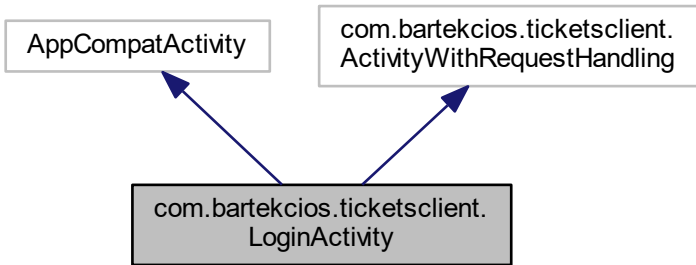 AppCompatActivity
com.bartekcios.ticketsclient.
ActivityWithRequestHandling
com.bartekcios.ticketsclient.
LoginActivity